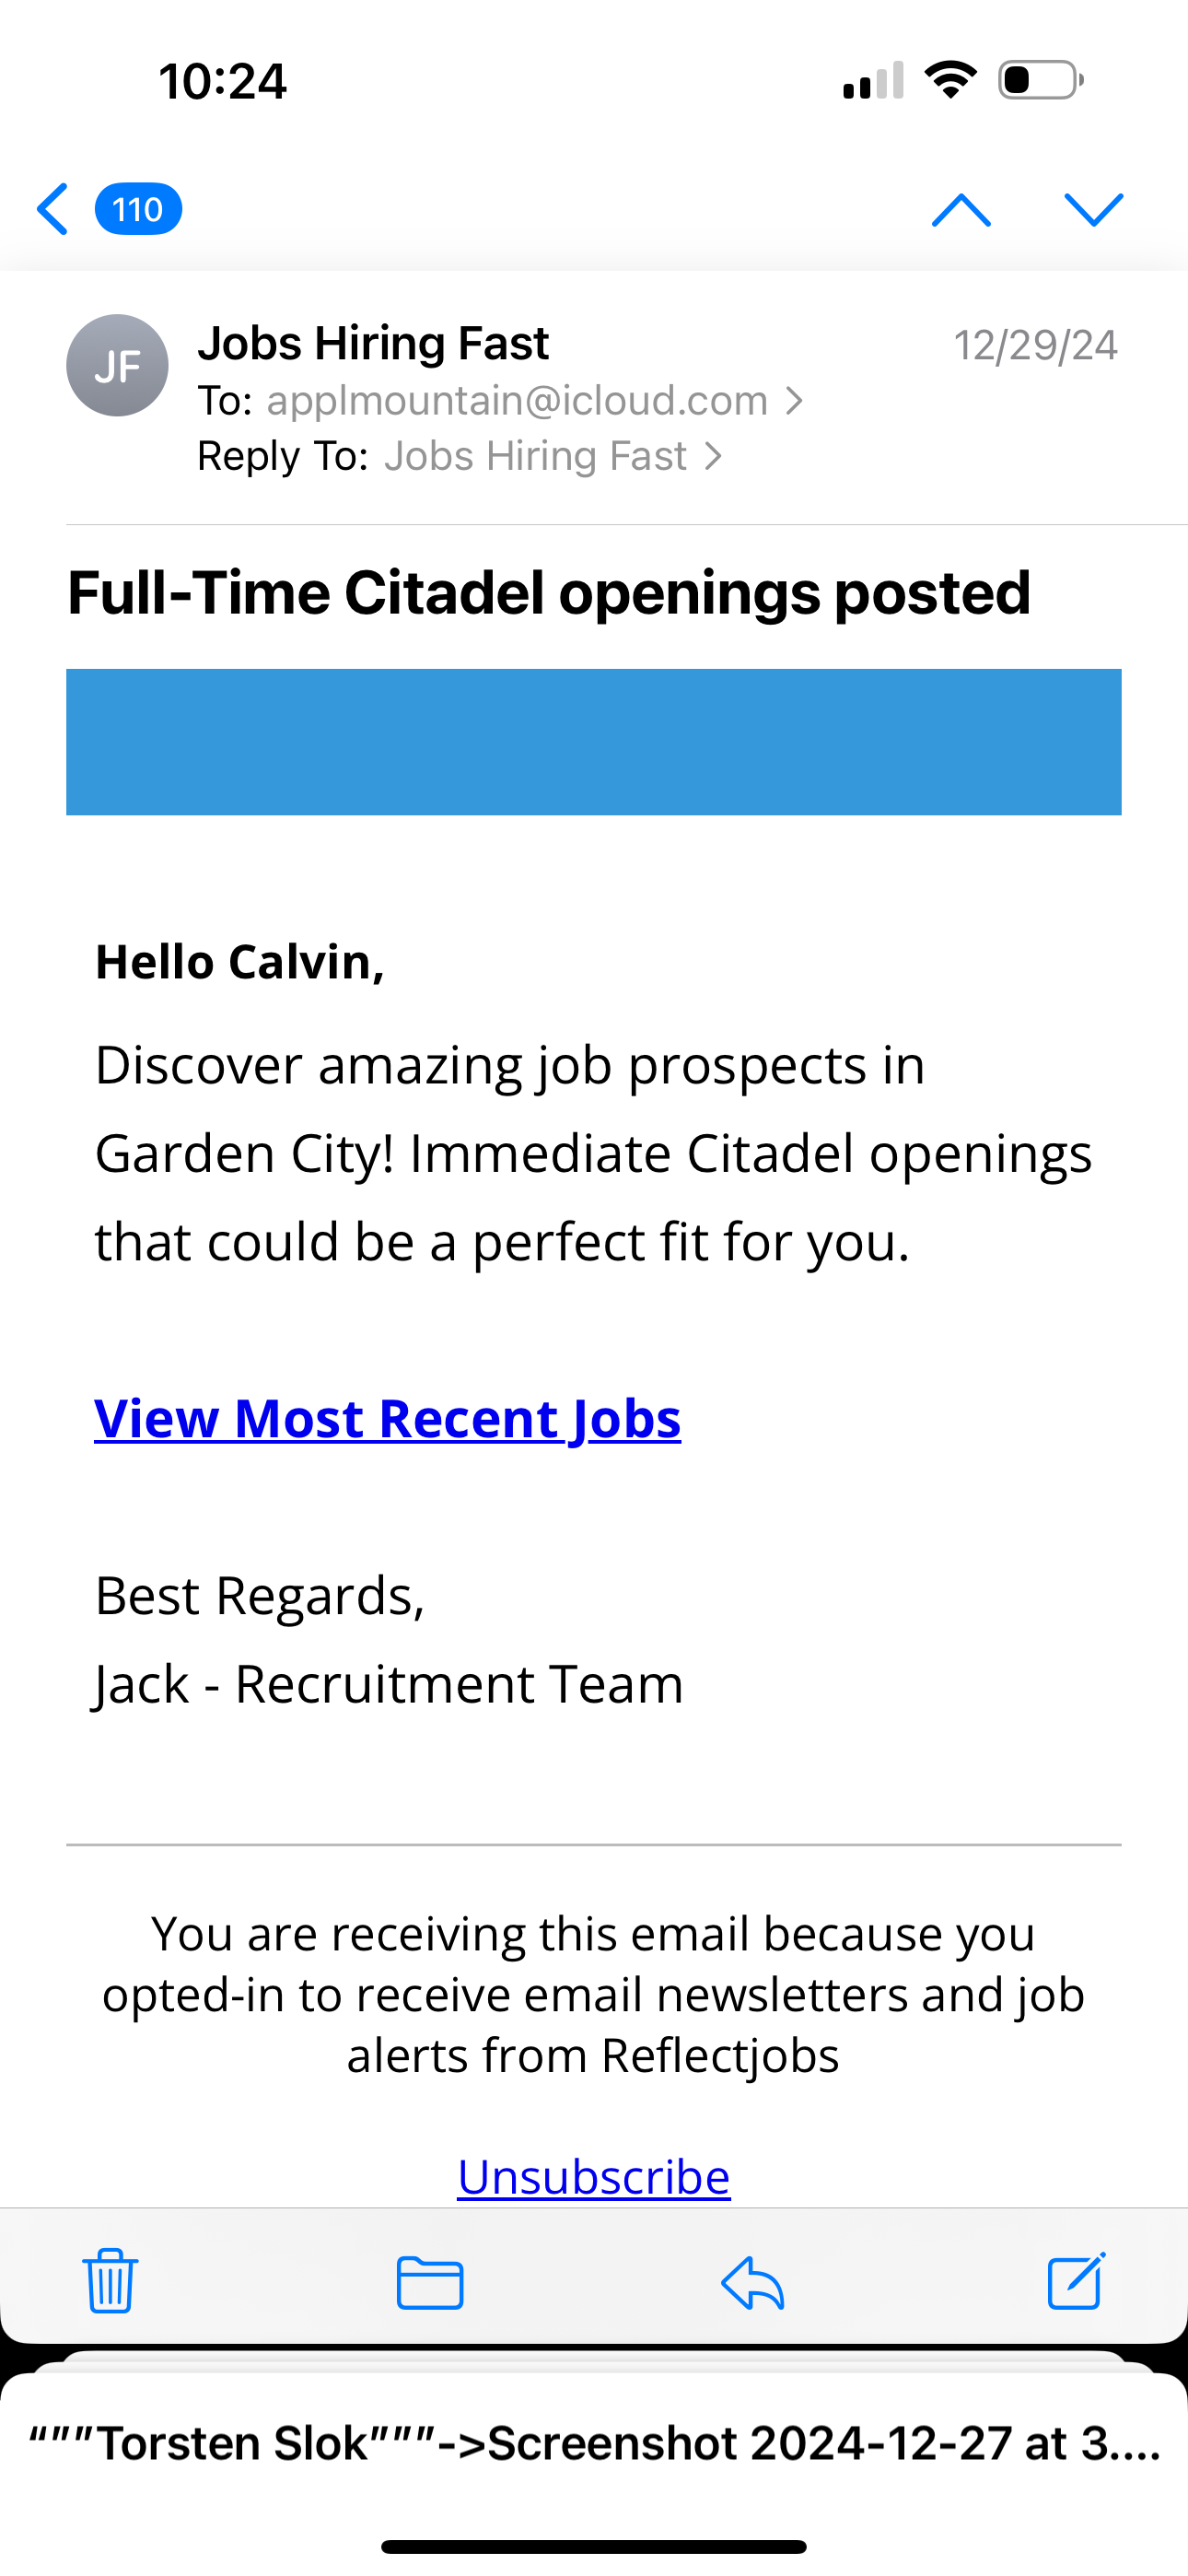 10:24
110
JF
Jobs Hiring Fast
12/29/24
To: applmountain@icloud.com
Reply To: Jobs Hiring Fast
Full-Time Citadel openings posted
Hello Calvin,
Discover amazing job prospects in
Garden City! Immediate Citadel openings
that could be a perfect fit for you.
View Most Recent Jobs
Best Regards,
Jack - Recruitment Team
You are receiving this email because you
opted-in to receive email newsletters and job
alerts from Reflectjobs
Unsubscribe
“””Torsten Slok”””->Screenshot 2024-12-27 at 3....